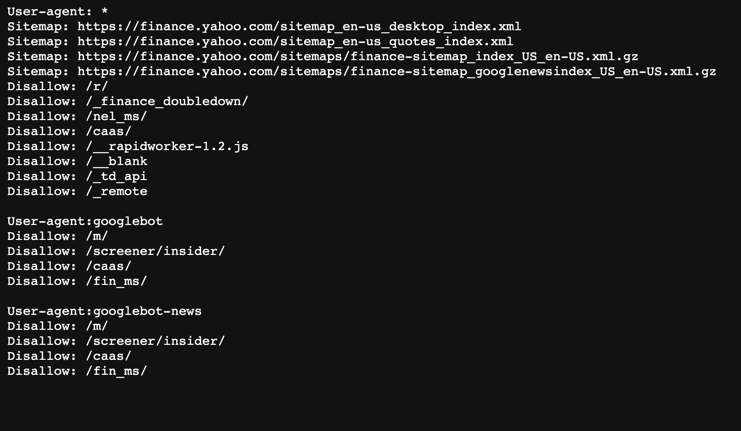 User-agent: *
Sitemap: https://finance.yahoo.com/sitemap_en-us_desktop_index.xml
Sitemap: https://finance.yahoo.com/sitemap_en-us_quotes_index.xml
Sitemap: https://finance.yahoo.com/sitemaps/finance-sitemap_index_US_en-US.xml.gz
Sitemap: https://finance.yahoo.com/sitemaps/finance-sitemap_googlenewsindex_US_en-US.xml.gz
Disallow: /r/
Disallow: /_finance_doubledown/
Disallow: /nel_ms/
Disallow: /caas/
Disallow: /__rapidworker-1.2.js
Disallow: /__blank
Disallow: /_td_api
Disallow: /_remote

User-agent:googlebot
Disallow: /m/
Disallow: /screener/insider/
Disallow: /caas/
Disallow: /fin_ms/

User-agent:googlebot-news
Disallow: /m/
Disallow: /screener/insider/
Disallow: /caas/
Disallow: /fin_ms/